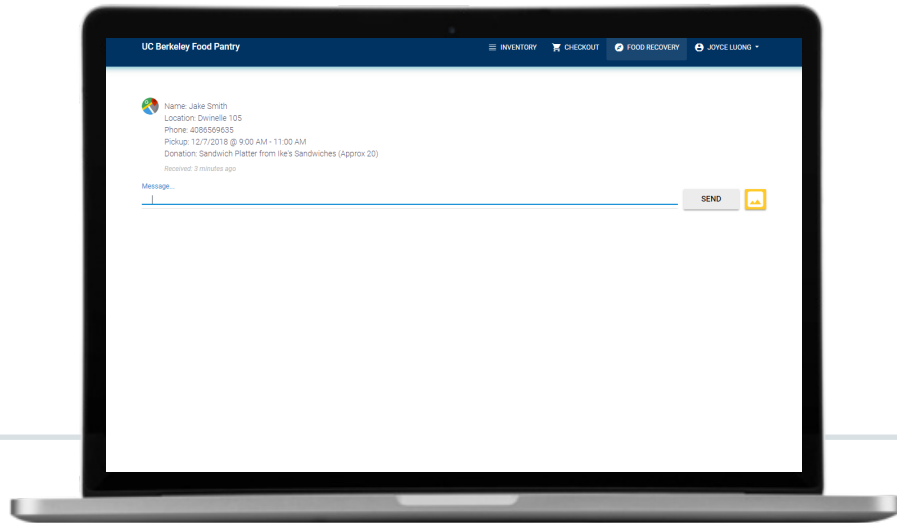 UC Berkeley Food Pantry
INVENTORY
CHECKOUT
FOOD RECOVERY
JOYCE LUONG
Name: Jake Smith
Location: Dwinelle 105
Phone: 4086569635
Pickup: 12/7/2018 @ 9:00 AM - 11:00 AM
Donation: Sandwich Platter from Ike's Sandwiches (Approx 20)
Received: 3 minutes ago
Message...
SEND